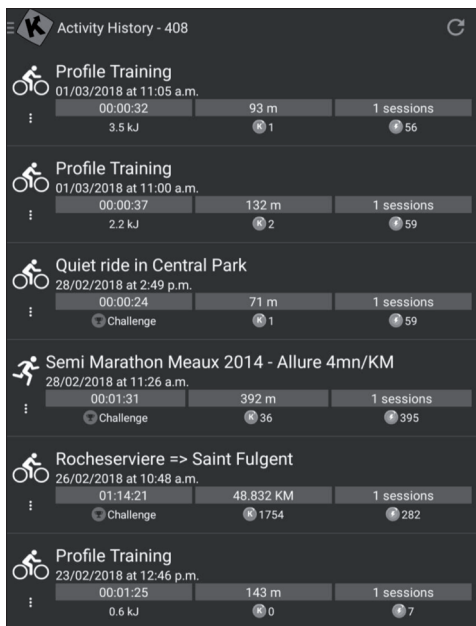 K Activity History - 408
Profile Training
01/03/2018 at 11:05 a.m.
00:00:32 93 m 1 sessions
3.5 kJ K 1 56
Profile Training
01/03/2018 at 11:00 a.m.
00:00:37 132 m 1 sessions
2.2 kJ K 2 59
Quiet ride in Central Park
28/02/2018 at 2:49 p.m.
00:00:24 71 m 1 sessions
Challenge K 1 59
Semi Marathon Meaux 2014 - Allure 4mn/KM
28/02/2018 at 11:26 a.m.
00:01:31 392 m 1 sessions
Challenge K 36 395
Rocheserviere => Saint Fulgent
26/02/2018 at 10:48 a.m.
01:14:21 48.832 KM 1 sessions
Challenge K 1754 282
Profile Training
23/02/2018 at 12:46 p.m.
00:01:25 143 m 1 sessions
0.6 kJ K 0 7